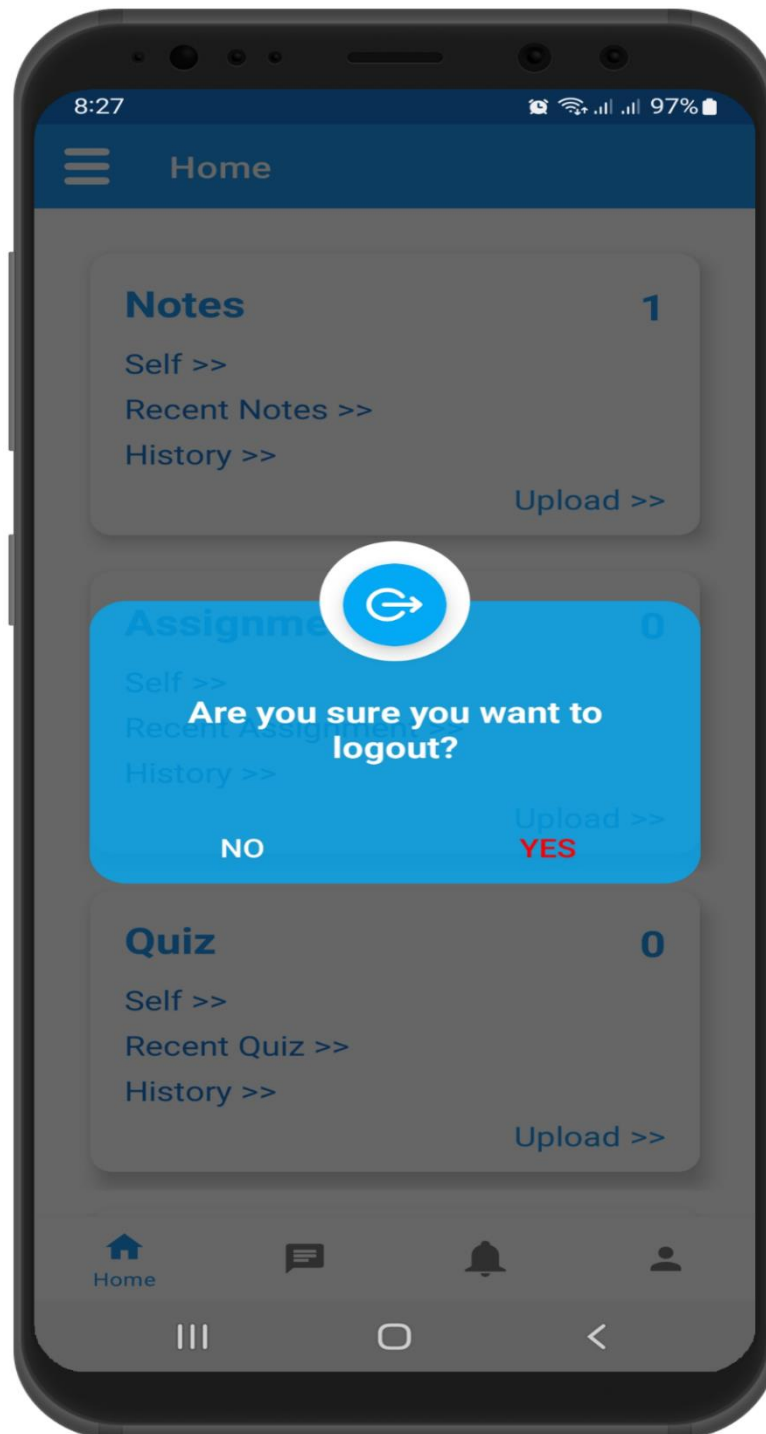 8:27 97%
Home
Notes 1
Self >>
Recent Notes >>
History >>
Upload >>
Assignme 0
Self >>
Recent Assignment >>
History >>
Upload >>
Are you sure you want to
logout?
NO YES
Quiz 0
Self >>
Recent Quiz >>
History >>
Upload >>
Home